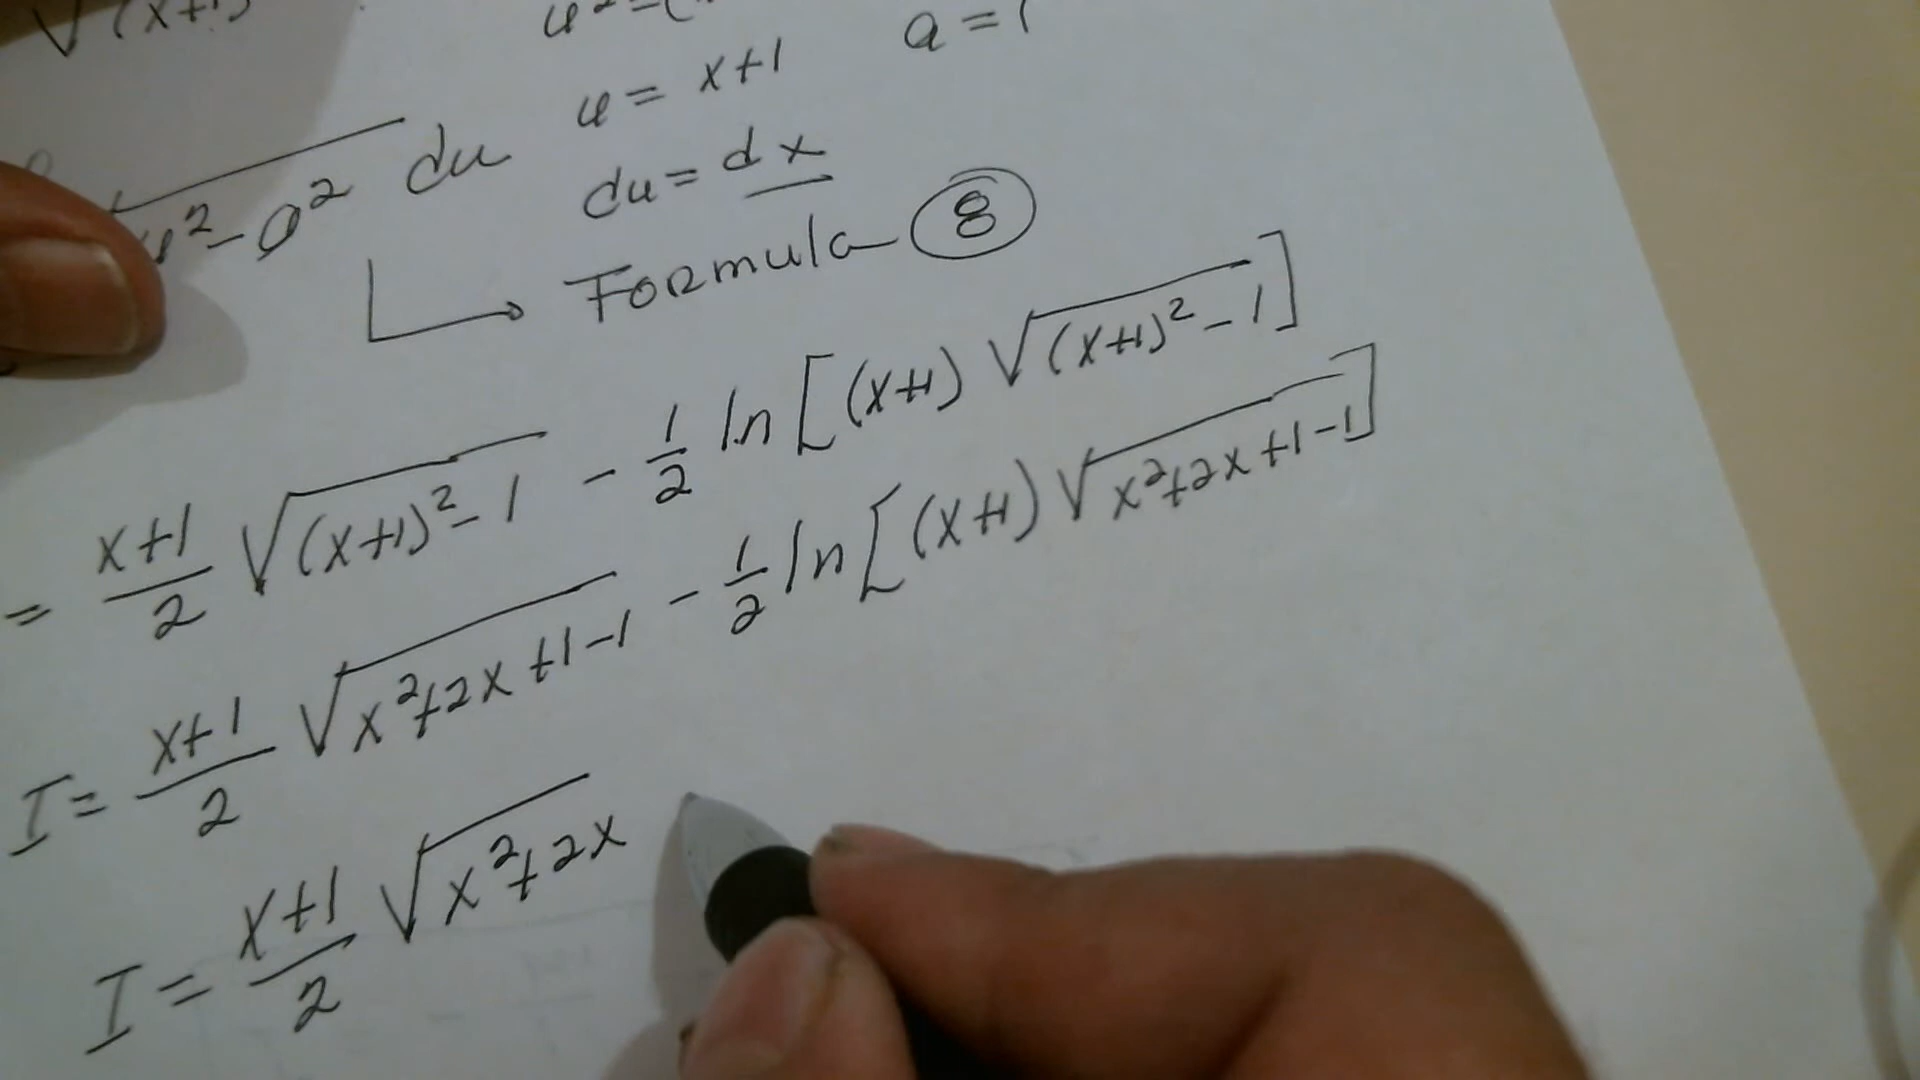 √(x+1)
u² = (
a = 1
u = x+1
u² - a² du
du = dx
Formula 8
= x+1/2 √(x+1)² - 1 - 1/2 ln [(x+1) √(x+1)² - 1]
I = x+1/2 √x²+2x+1-1 - 1/2 ln [(x+1) √x²+2x+1-1]
I = x+1/2 √x²+2x